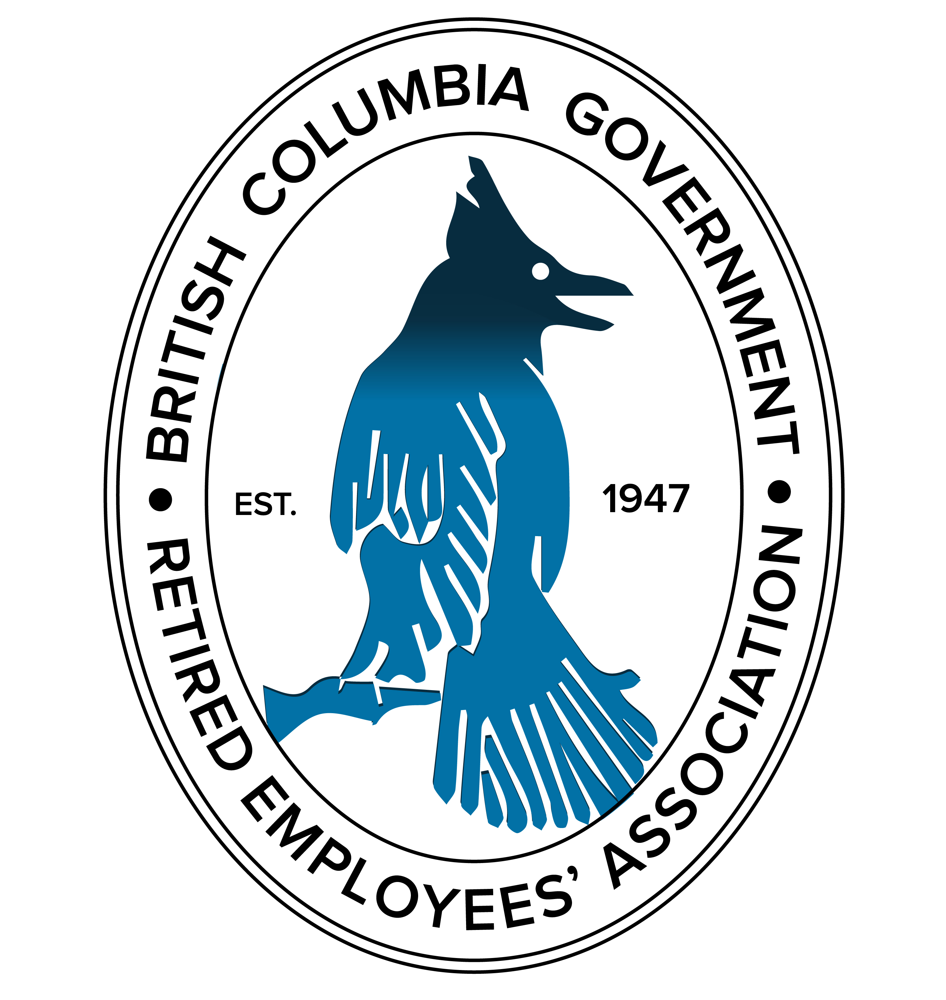 BRITISH COLUMBIA GOVERNMENT
EST.
1947
RETIRED EMPLOYEES’ ASSOCIATION